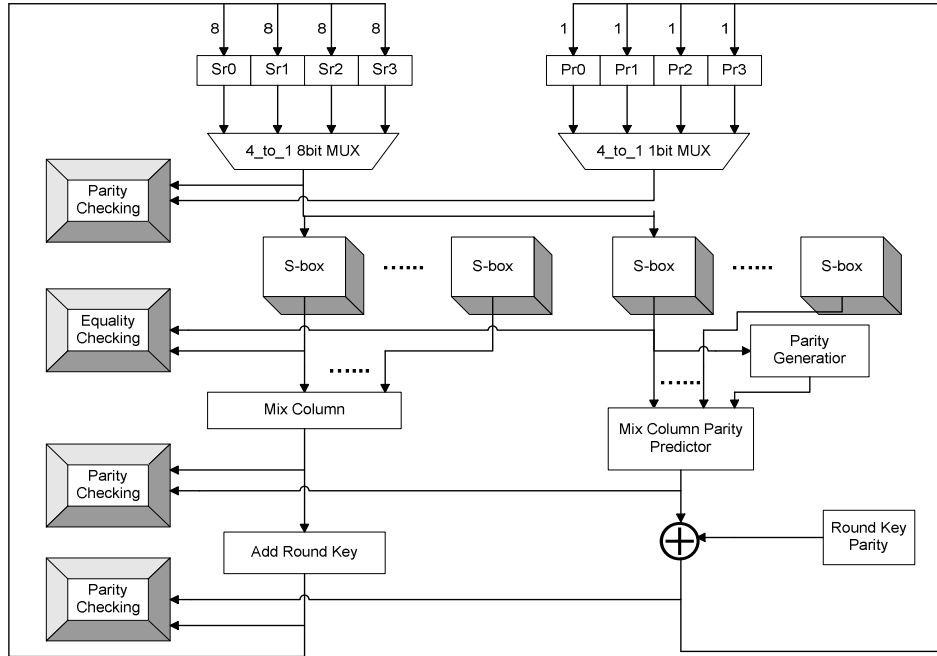 8 8 8 8 1 1 1 1
Sr0 Sr1 Sr2 Sr3 Pr0 Pr1 Pr2 Pr3
4_to_1 8bit MUX 4_to_1 1bit MUX
Parity
Checking
S-box ...... S-box S-box ...... S-box
Equality
Checking
Parity
Generatior
......
......
Mix Column
Mix Column Parity
Predictor
Parity
Checking
Add Round Key
Round Key
Parity
Parity
Checking